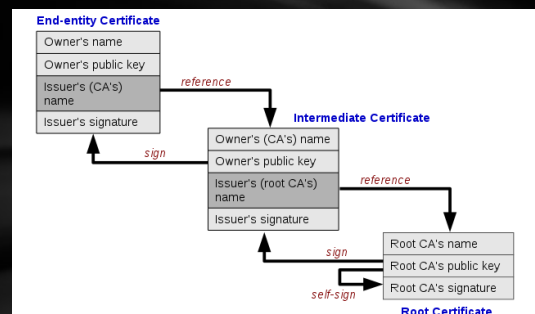 End-entity Certificate
Owner's name
Owner's public key
Issuer's (CA's)
name
Issuer's signature
reference
sign
Intermediate Certificate
Owner's (CA's) name
Owner's public key
Issuer's (root CA's)
name
Issuer's signature
reference
sign
self-sign
Root CA's name
Root CA's public key
Root CA's signature
Root Certificate